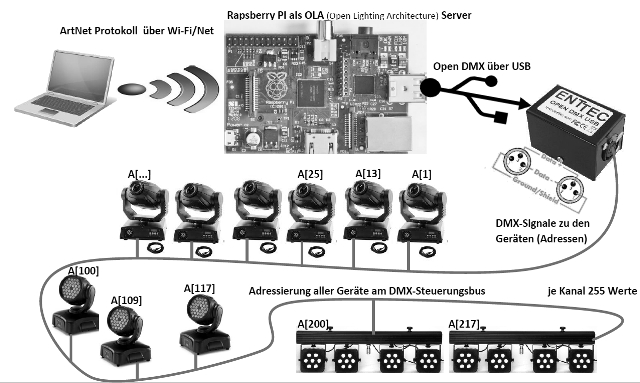 Rapsberry PI als OLA (Open Lighting Architecture) Server
ArtNet Protokoll über Wi-Fi/Net
Open DMX über USB
ENTTEC
OPEN DMX USB
Data +
Data -
Ground/Shield
DMX-Signale zu den
Geräten (Adressen)
A[...]
A[25]
A[13]
A[1]
A[100]
A[109]
A[117]
Adressierung aller Geräte am DMX-Steuerungsbus
je Kanal 255 Werte
A[200]
A[217]